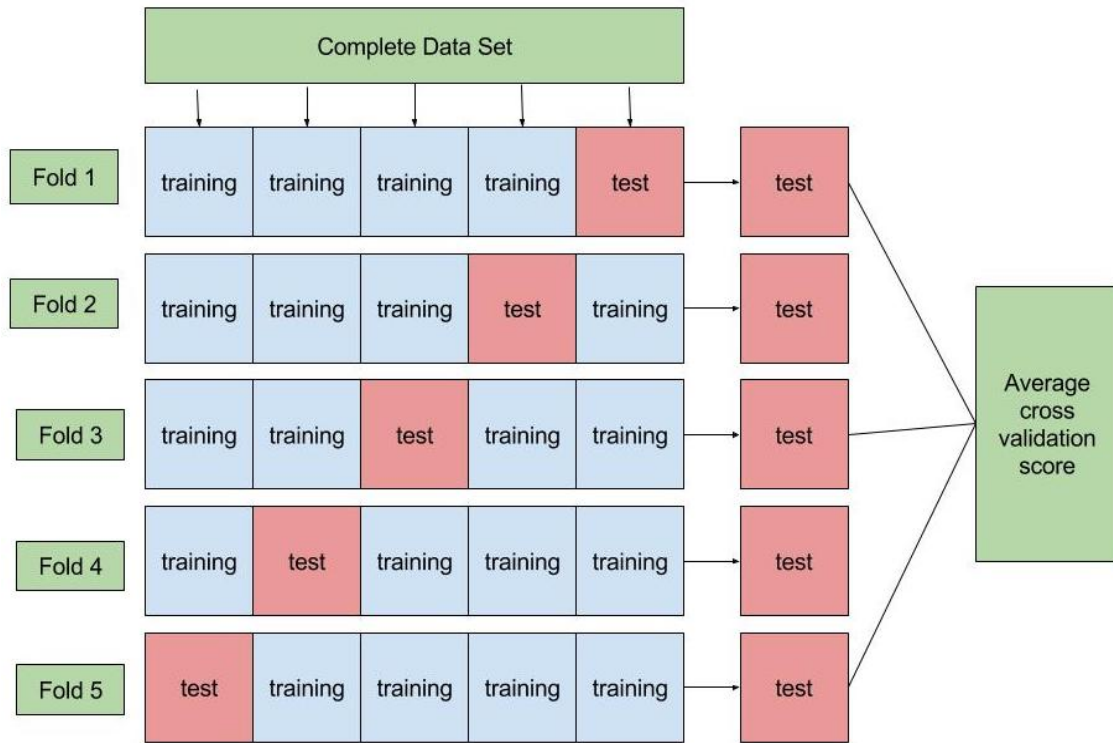 Complete Data Set
Fold 1
training training training training test test
Fold 2
training training training test training test
Fold 3
training training test training training test
Average
cross
validation
score
Fold 4
training test training training training test
Fold 5
test training training training training test